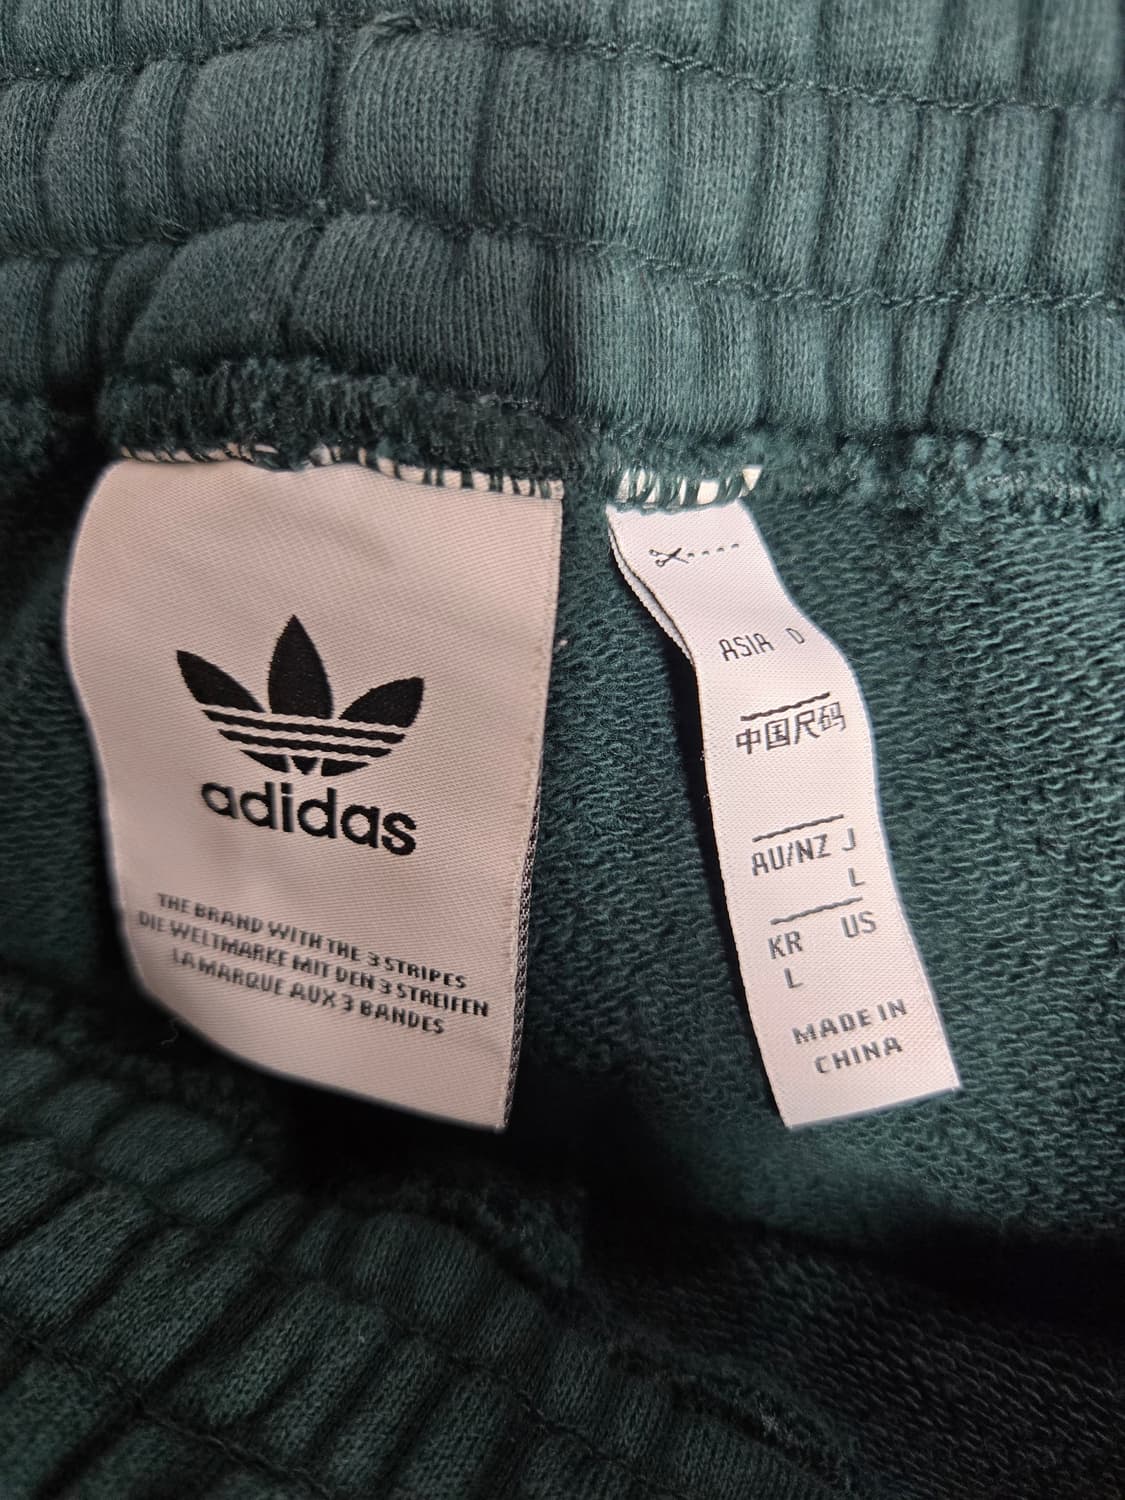 adidas
THE BRAND WITH THE 3 STRIPES
DIE WELTMARKE MIT DEN 3 STREIFEN
LA MARQUE AUX 3 BANDES
ASIA D
中国尺码
AU/NZ J
L
KR US
L
MADE IN
CHINA